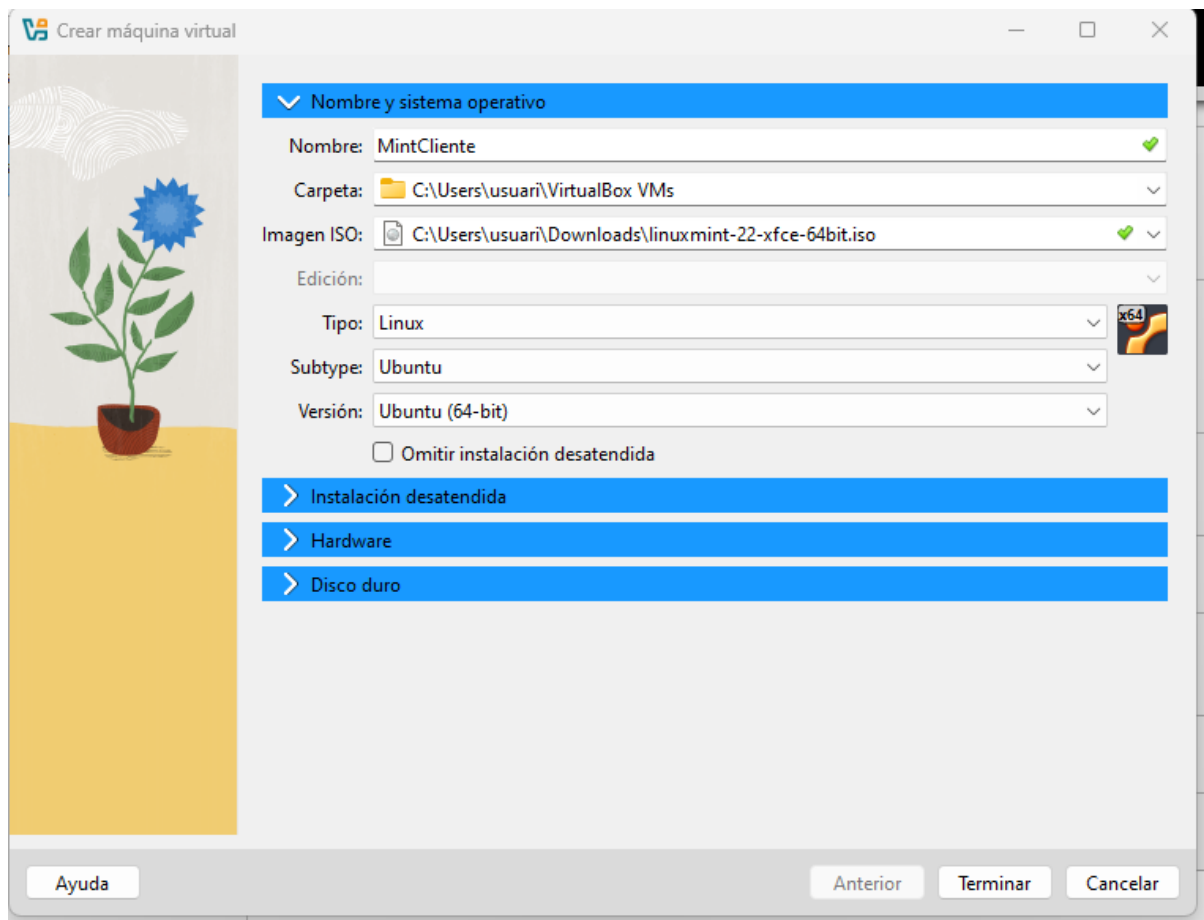 Crear máquina virtual
Nombre y sistema operativo
Nombre: MintCliente
Carpeta: C:\Users\usuari\VirtualBox VMs
Imagen ISO: C:\Users\usuari\Downloads\linuxmint-22-xfce-64bit.iso
Edición:
Tipo: Linux
x64
Subtype: Ubuntu
Versión: Ubuntu (64-bit)
Omitir instalación desatendida
Instalación desatendida
Hardware
Disco duro
Ayuda Anterior Terminar Cancelar